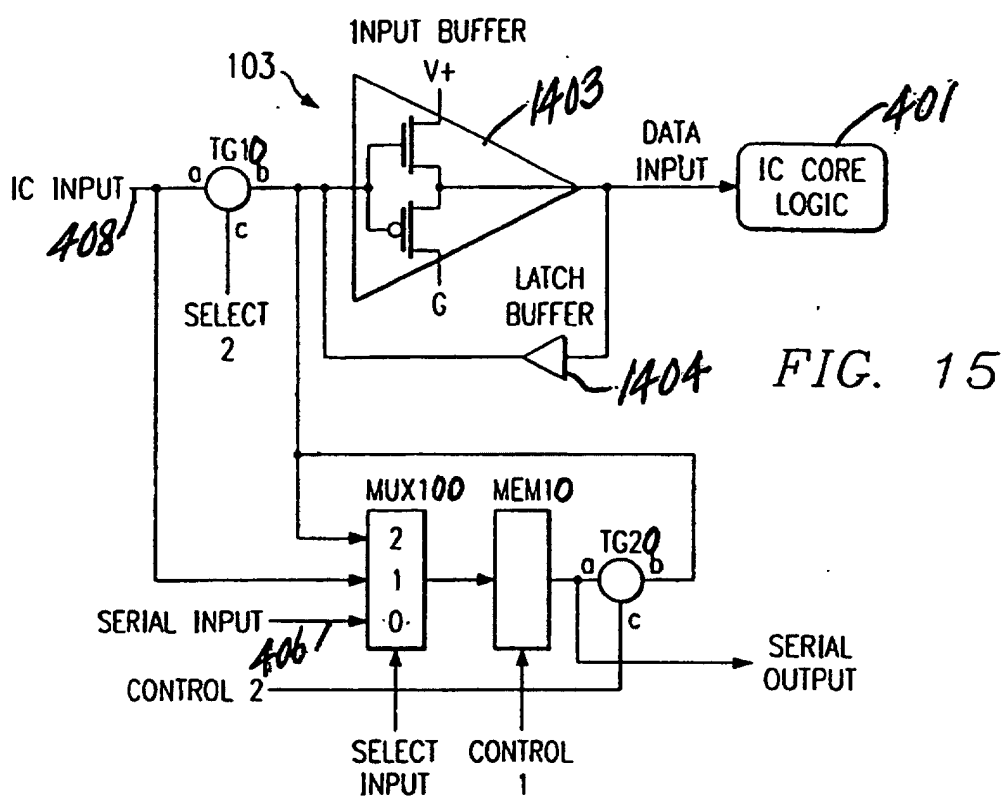 INPUT BUFFER
103
V+
1403
401
TG10
a b
c
IC INPUT
408
DATA
INPUT
IC CORE
LOGIC
SELECT
2
G
LATCH
BUFFER
1404
FIG. 15
MUX100
MEM10
2
1
0
TG20
a b
c
SERIAL INPUT
406
CONTROL 2
SERIAL
OUTPUT
SELECT
INPUT
CONTROL
1